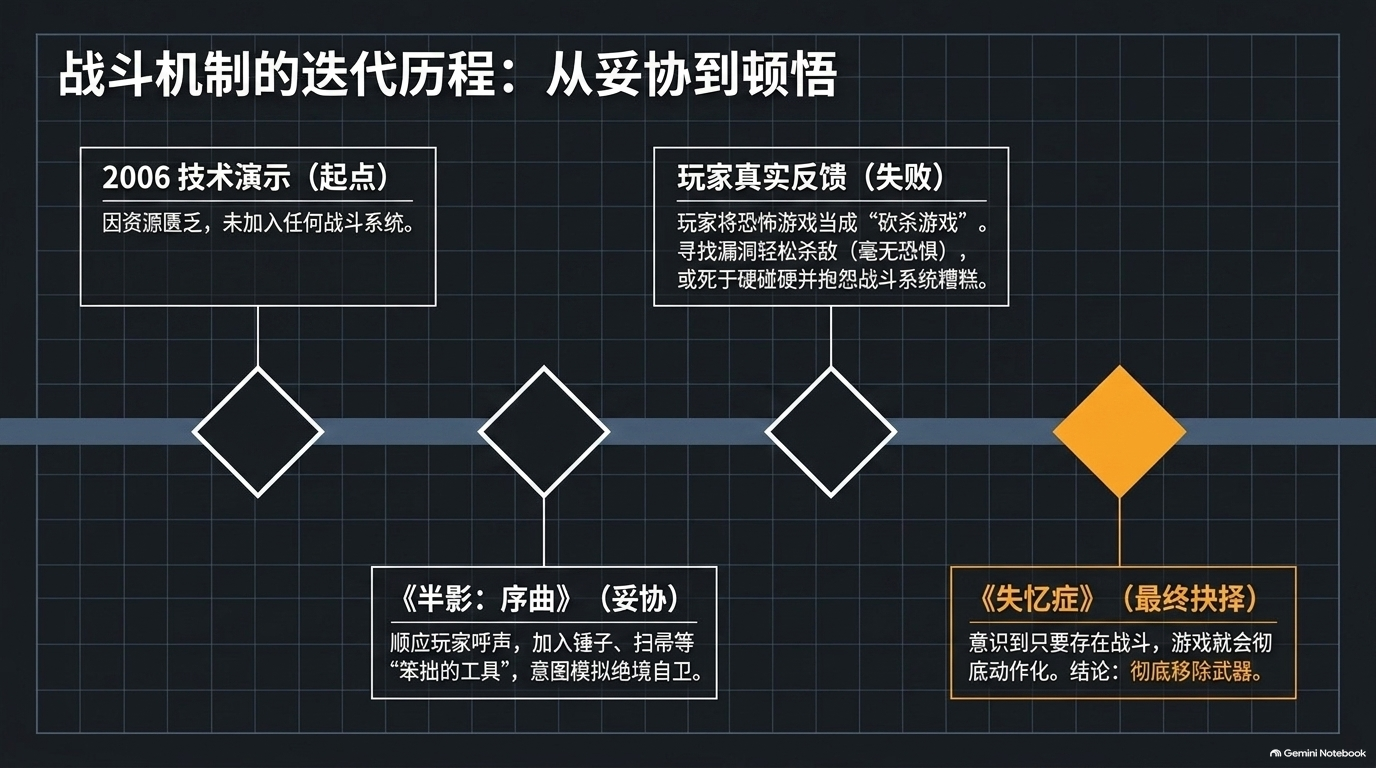 战斗机制的迭代历程：从妥协到顿悟
2006 技术演示（起点）
因资源匮乏，未加入任何战斗系统。
《半影：序曲》（妥协）
顺应玩家呼声，加入锤子、扫帚等
“笨拙的工具”，意图模拟绝境自卫。
玩家真实反馈（失败）
玩家将恐怖游戏当成“砍杀游戏”。
寻找漏洞轻松杀敌（毫无恐惧），
或死于硬碰硬并抱怨战斗系统糟糕。
《失忆症》（最终抉择）
意识到只要存在战斗，游戏就会彻
底动作化。结论：彻底移除武器。
Gemini Notebook